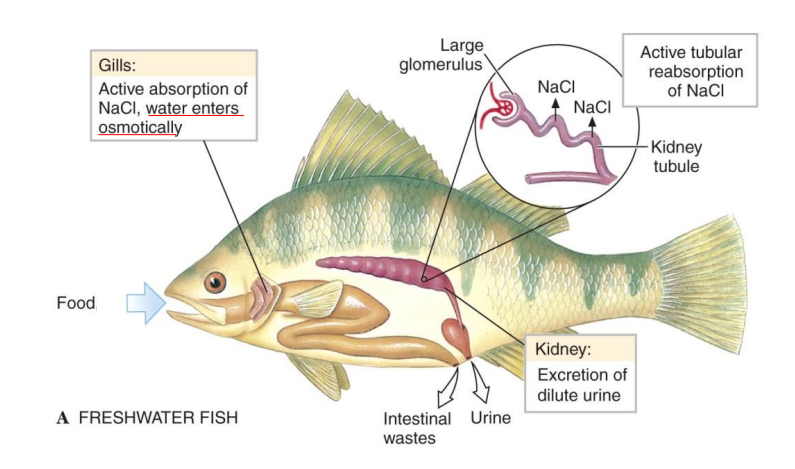 Gills:
Active absorption of
NaCl, water enters
osmotically
Large
glomerulus
NaCl
NaCl
Active tubular
reabsorption
of NaCl
Kidney
tubule
Food
Kidney:
Excretion of
dilute urine
Intestinal
wastes
Urine
A FRESHWATER FISH